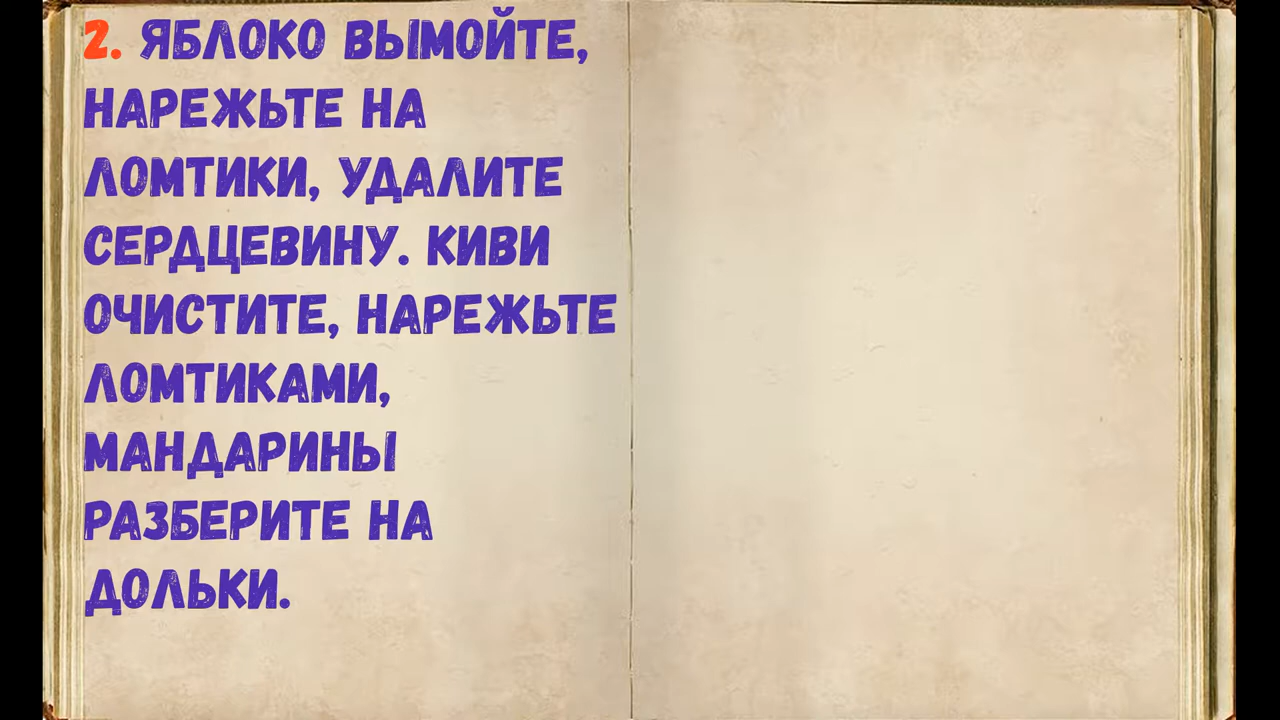 2. ЯБЛОКО ВЫМОЙТЕ,
НАРЕЖЬТЕ НА
ЛОМТИКИ, УДАЛИТЕ
СЕРДЦЕВИНУ. КИВИ
ОЧИСТИТЕ, НАРЕЖЬТЕ
ЛОМТИКАМИ,
МАНДАРИНЫ
РАЗБЕРИТЕ НА
ДОЛЬКИ.